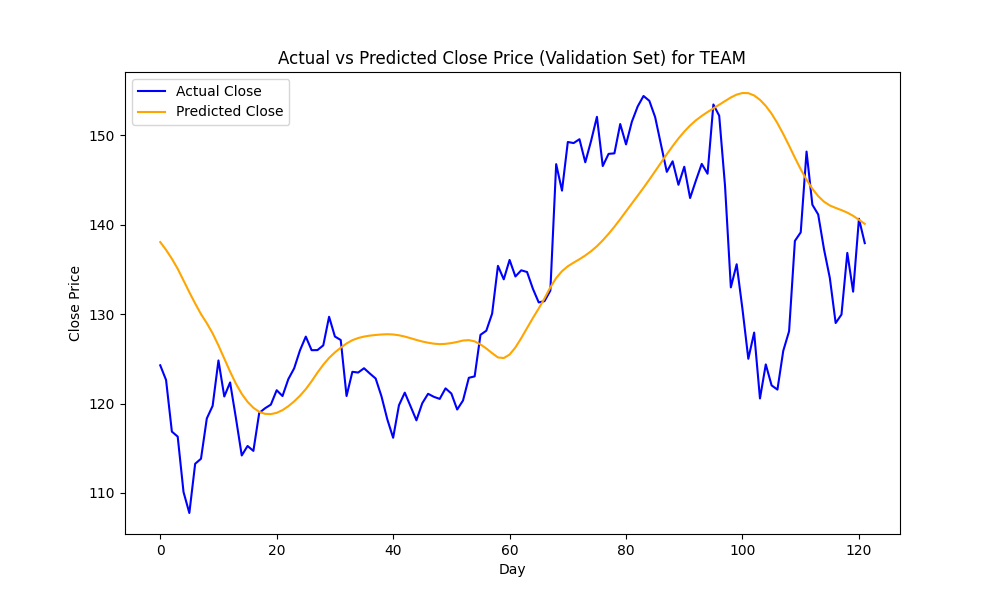 Actual vs Predicted Close Price (Validation Set) for TEAM
Actual Close
Predicted Close
Close Price
150
140
130
120
110
0 20 40 60 80 100 120
Day